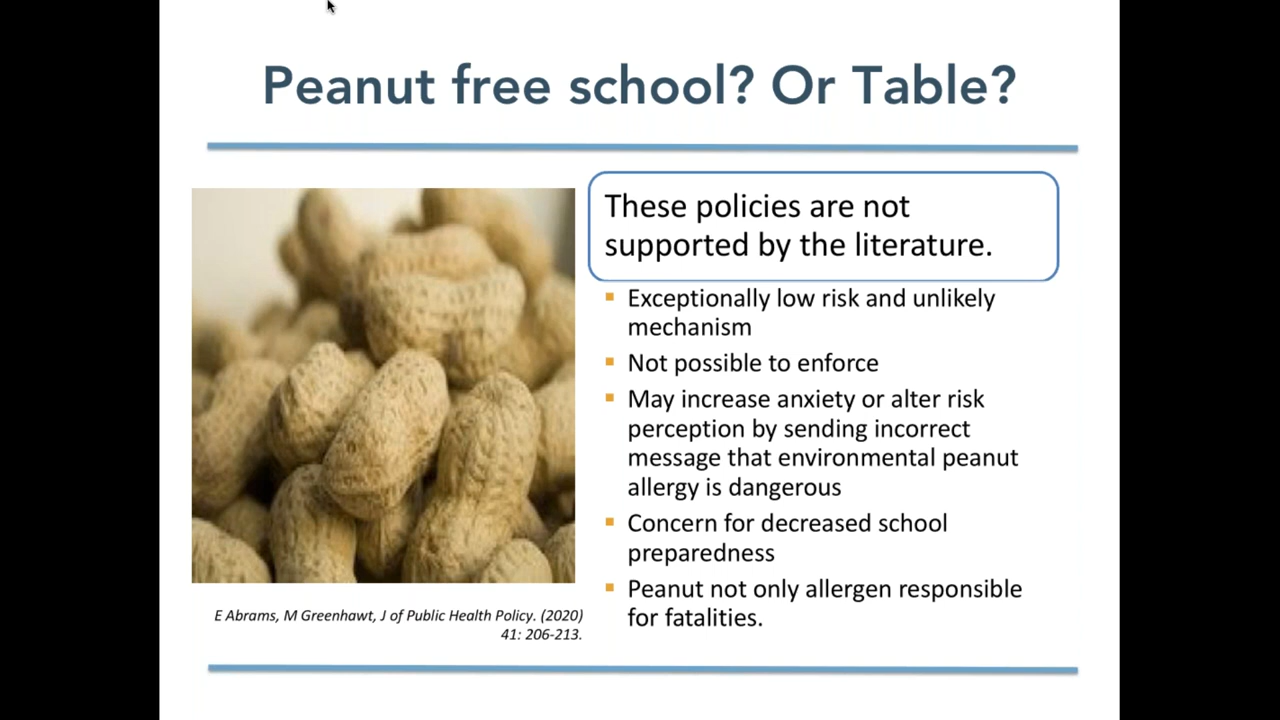 Peanut free school? Or Table?
These policies are not
supported by the literature.
Exceptionally low risk and unlikely
mechanism
Not possible to enforce
May increase anxiety or alter risk
perception by sending incorrect
message that environmental peanut
allergy is dangerous
Concern for decreased school
preparedness
Peanut not only allergen responsible
for fatalities.
E Abrams, M Greenhawt, J of Public Health Policy. (2020)
41: 206-213.